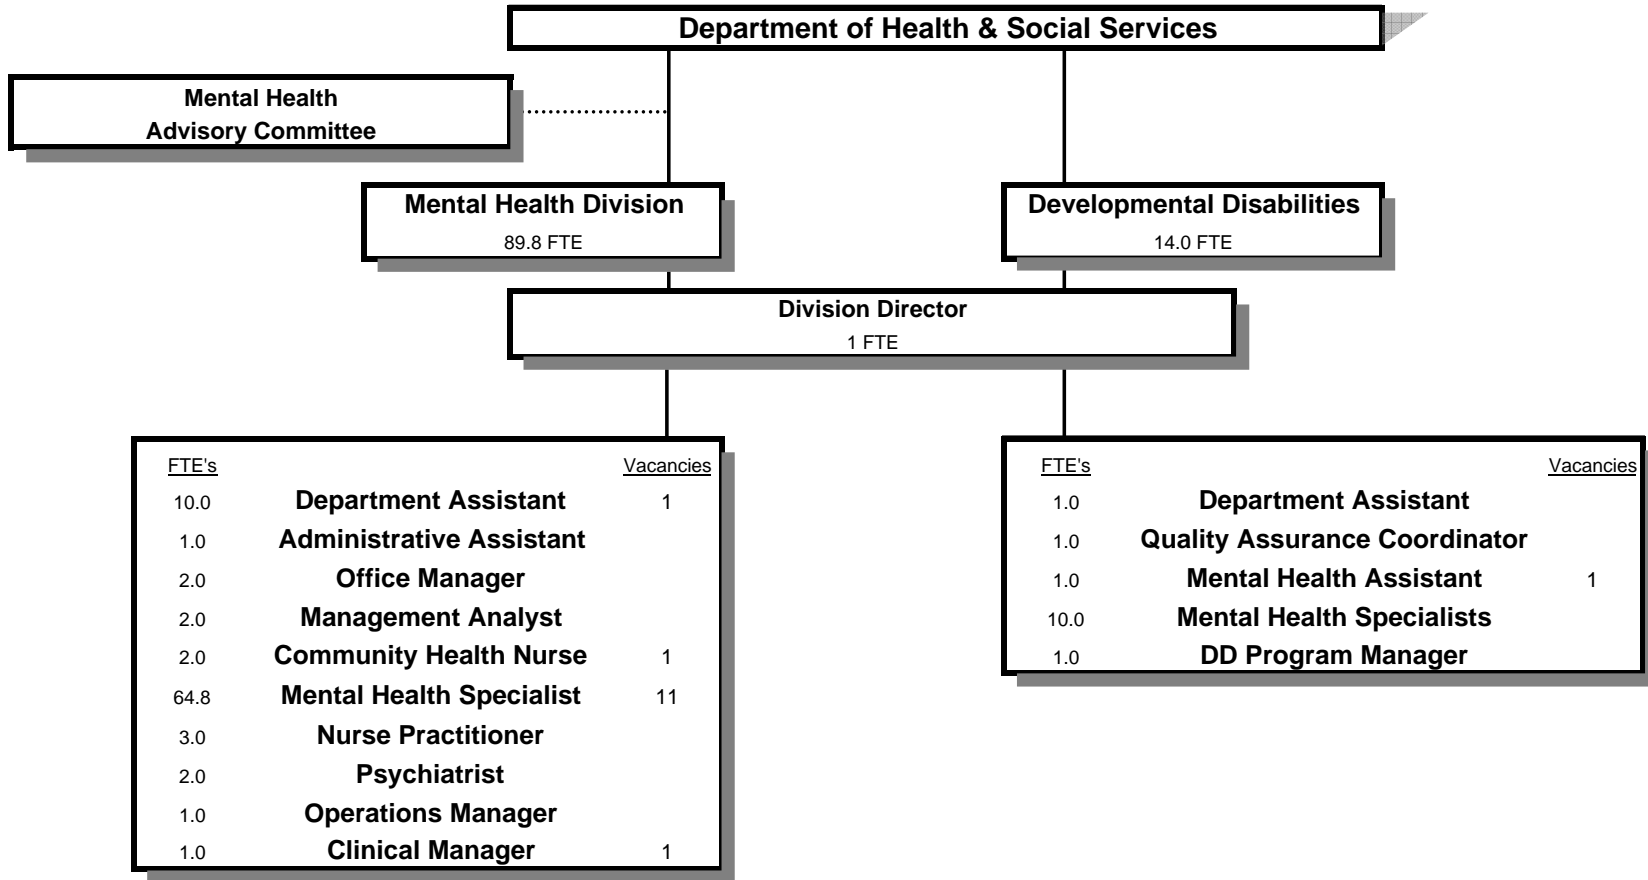 Department of Health & Social Services
Mental Health
Advisory Committee
Mental Health Division
89.8 FTE
Developmental Disabilities
14.0 FTE
Division Director
1 FTE
FTE's Vacancies
10.0 Department Assistant 1
1.0 Administrative Assistant
2.0 Office Manager
2.0 Management Analyst
2.0 Community Health Nurse 1
64.8 Mental Health Specialist 11
3.0 Nurse Practitioner
2.0 Psychiatrist
1.0 Operations Manager
1.0 Clinical Manager 1
FTE's Vacancies
1.0 Department Assistant
1.0 Quality Assurance Coordinator
1.0 Mental Health Assistant 1
10.0 Mental Health Specialists
1.0 DD Program Manager